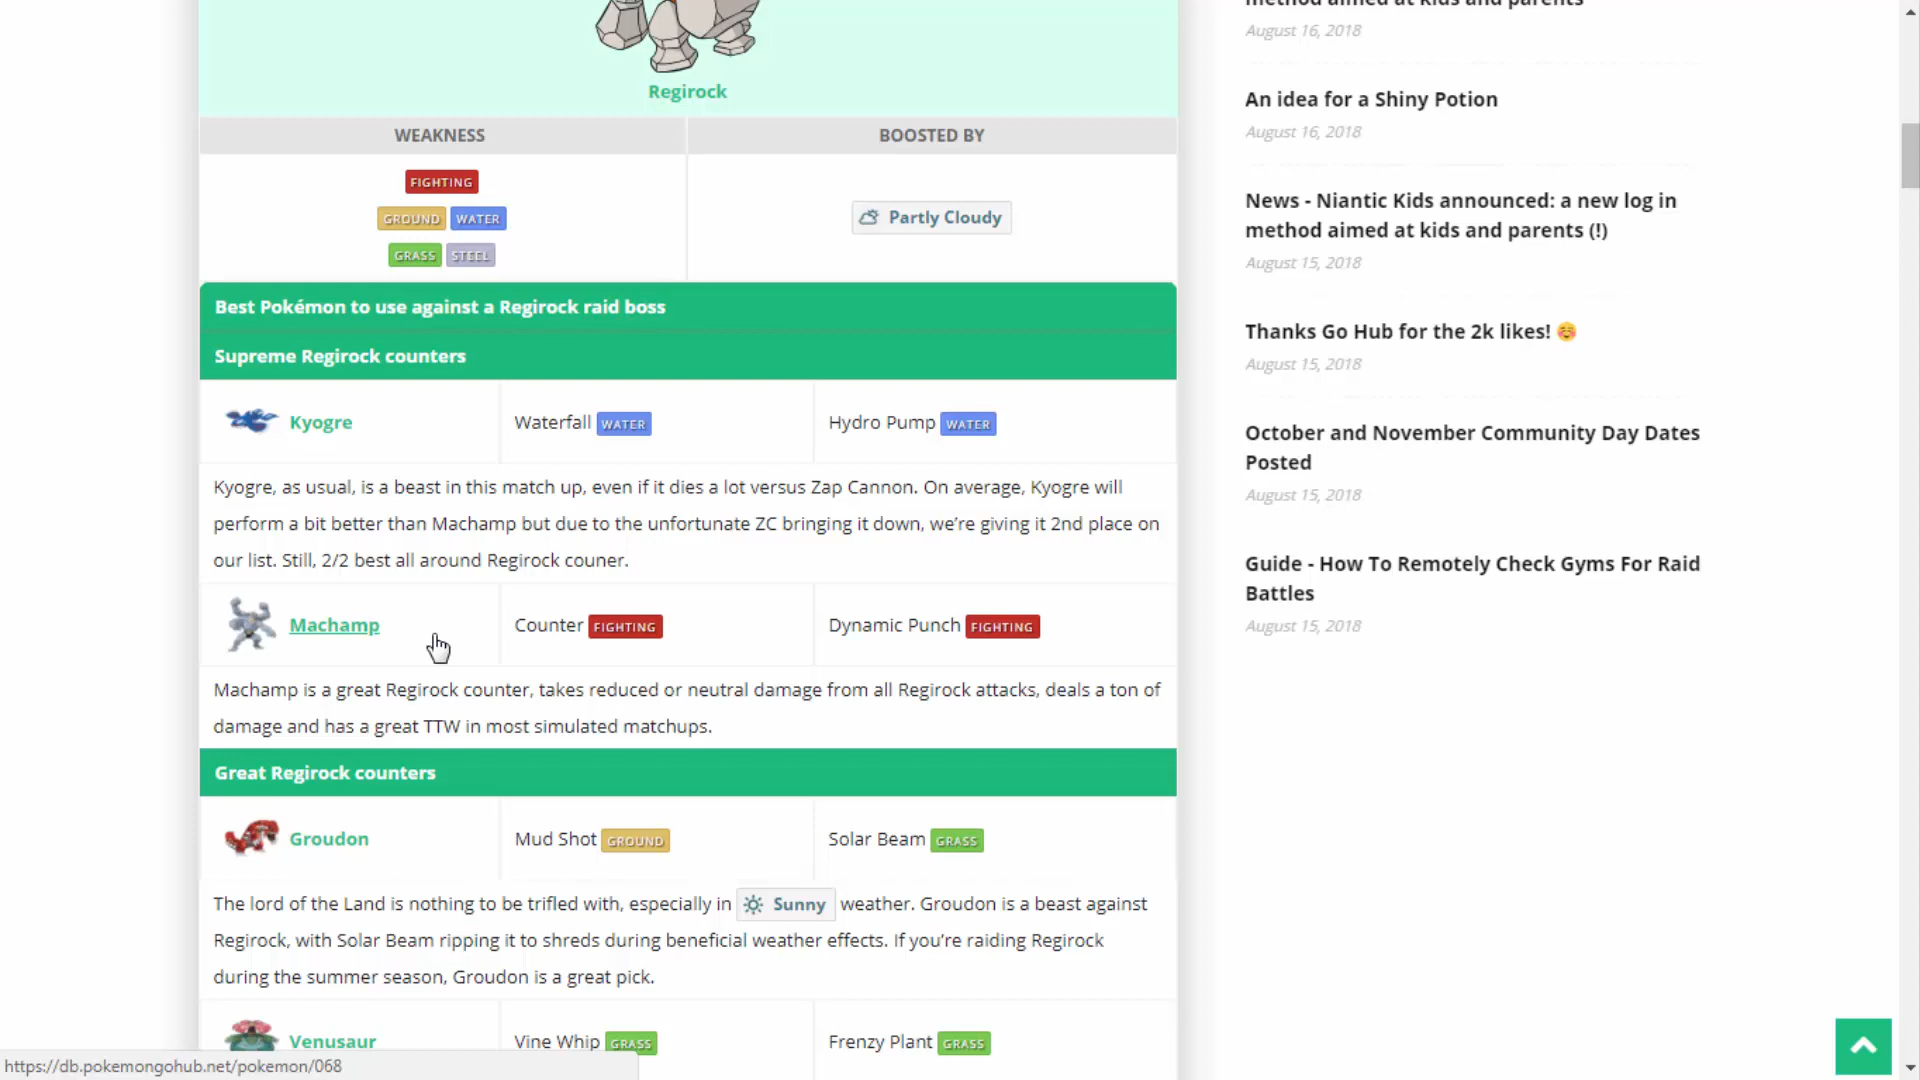 method aimed at kids and parents
August 16, 2018
Regirock
An idea for a Shiny Potion
August 16, 2018
WEAKNESS
BOOSTED BY
FIGHTING
GROUND WATER
GRASS STEEL
Partly Cloudy
News - Niantic Kids announced: a new log in
method aimed at kids and parents (!)
August 15, 2018
Best Pokémon to use against a Regirock raid boss
Supreme Regirock counters
Thanks Go Hub for the 2k likes! 🥰
August 15, 2018
Kyogre
Waterfall WATER
Hydro Pump WATER
October and November Community Day Dates
Posted
August 15, 2018
Kyogre, as usual, is a beast in this match up, even if it dies a lot versus Zap Cannon. On average, Kyogre will
perform a bit better than Machamp but due to the unfortunate ZC bringing it down, we're giving it 2nd place on
our list. Still, 2/2 best all around Regirock couner.
Guide - How To Remotely Check Gyms For Raid
Battles
August 15, 2018
Machamp
Counter FIGHTING
Dynamic Punch FIGHTING
Machamp is a great Regirock counter, takes reduced or neutral damage from all Regirock attacks, deals a ton of
damage and has a great TTW in most simulated matchups.
Great Regirock counters
Groudon
Mud Shot GROUND
Solar Beam GRASS
The lord of the Land is nothing to be trifled with, especially in Sunny weather. Groudon is a beast against
Regirock, with Solar Beam ripping it to shreds during beneficial weather effects. If you're raiding Regirock
during the summer season, Groudon is a great pick.
Venusaur
Vine Whip GRASS
Frenzy Plant GRASS
https://db.pokemongohub.net/pokemon/068